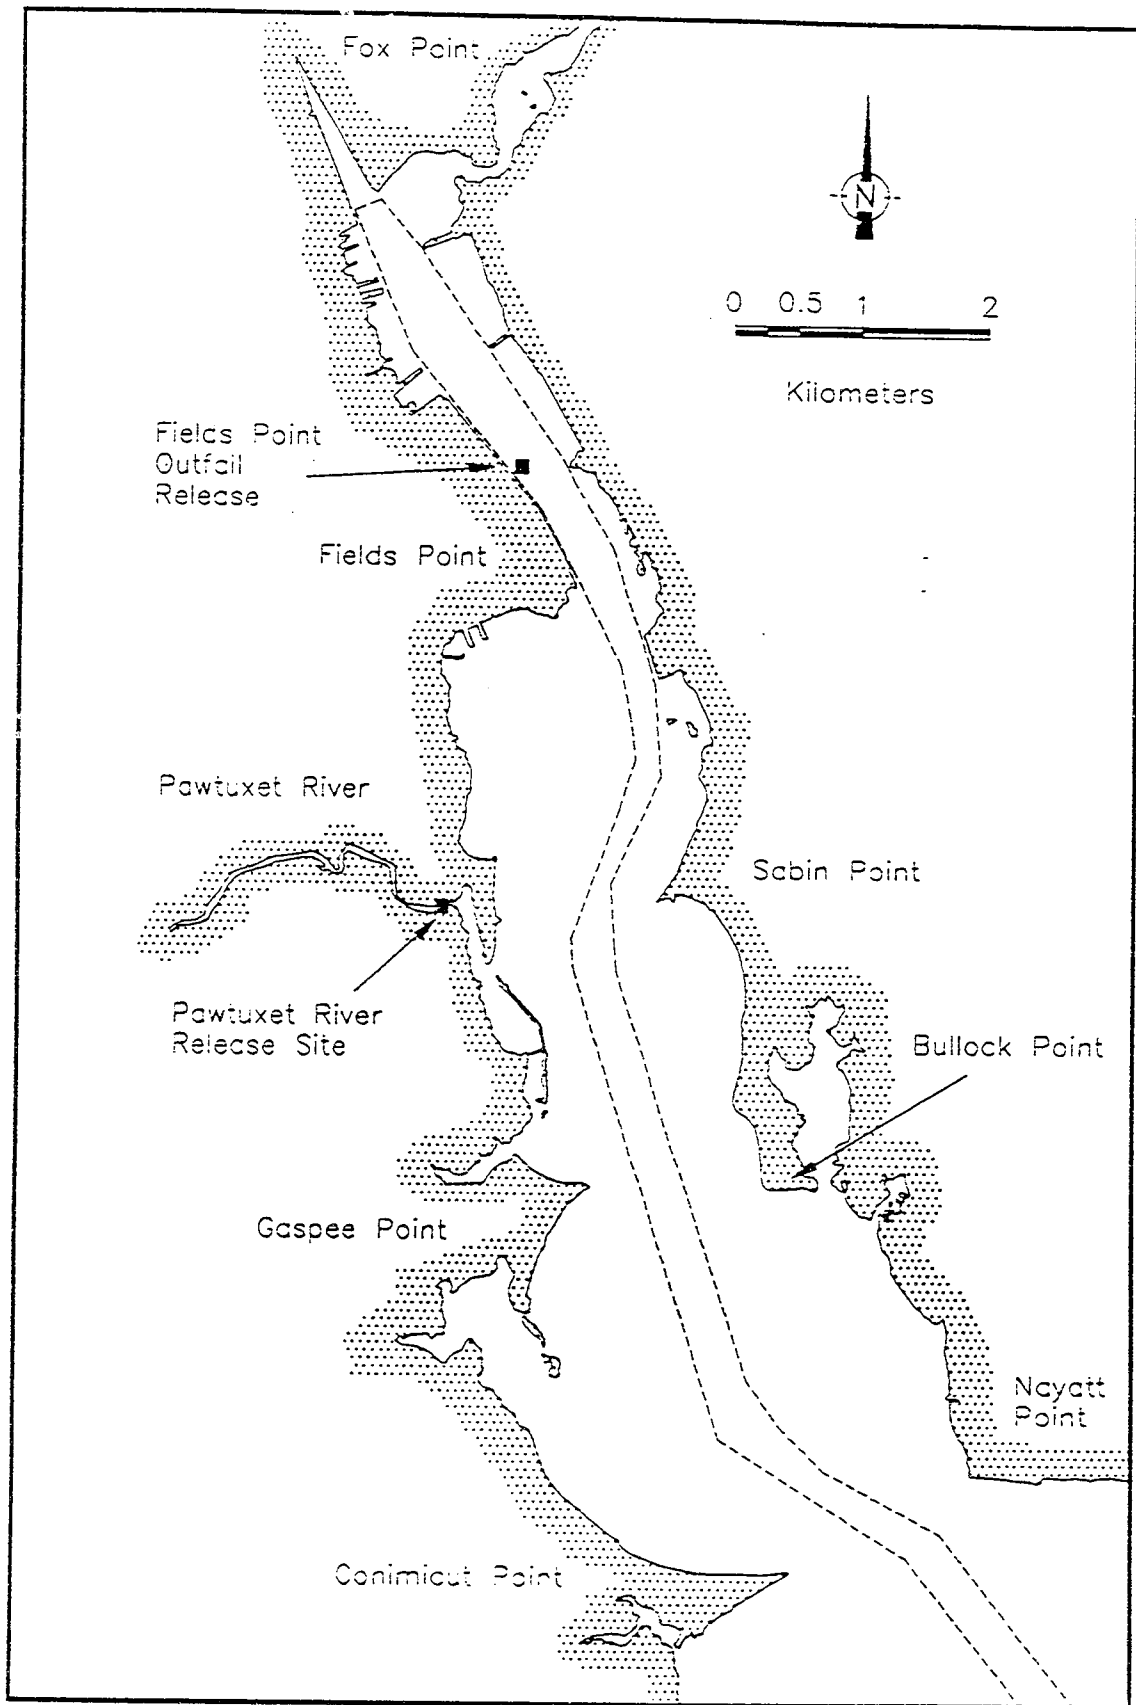 Fox Point
N
0 0.5 1 2
Kilometers
Fields Point
Outfall
Release
Fields Point
Pawtuxet River
Sabin Point
Pawtuxet River
Release Site
Bullock Point
Gaspee Point
Nayatt
Point
Conimicut Point